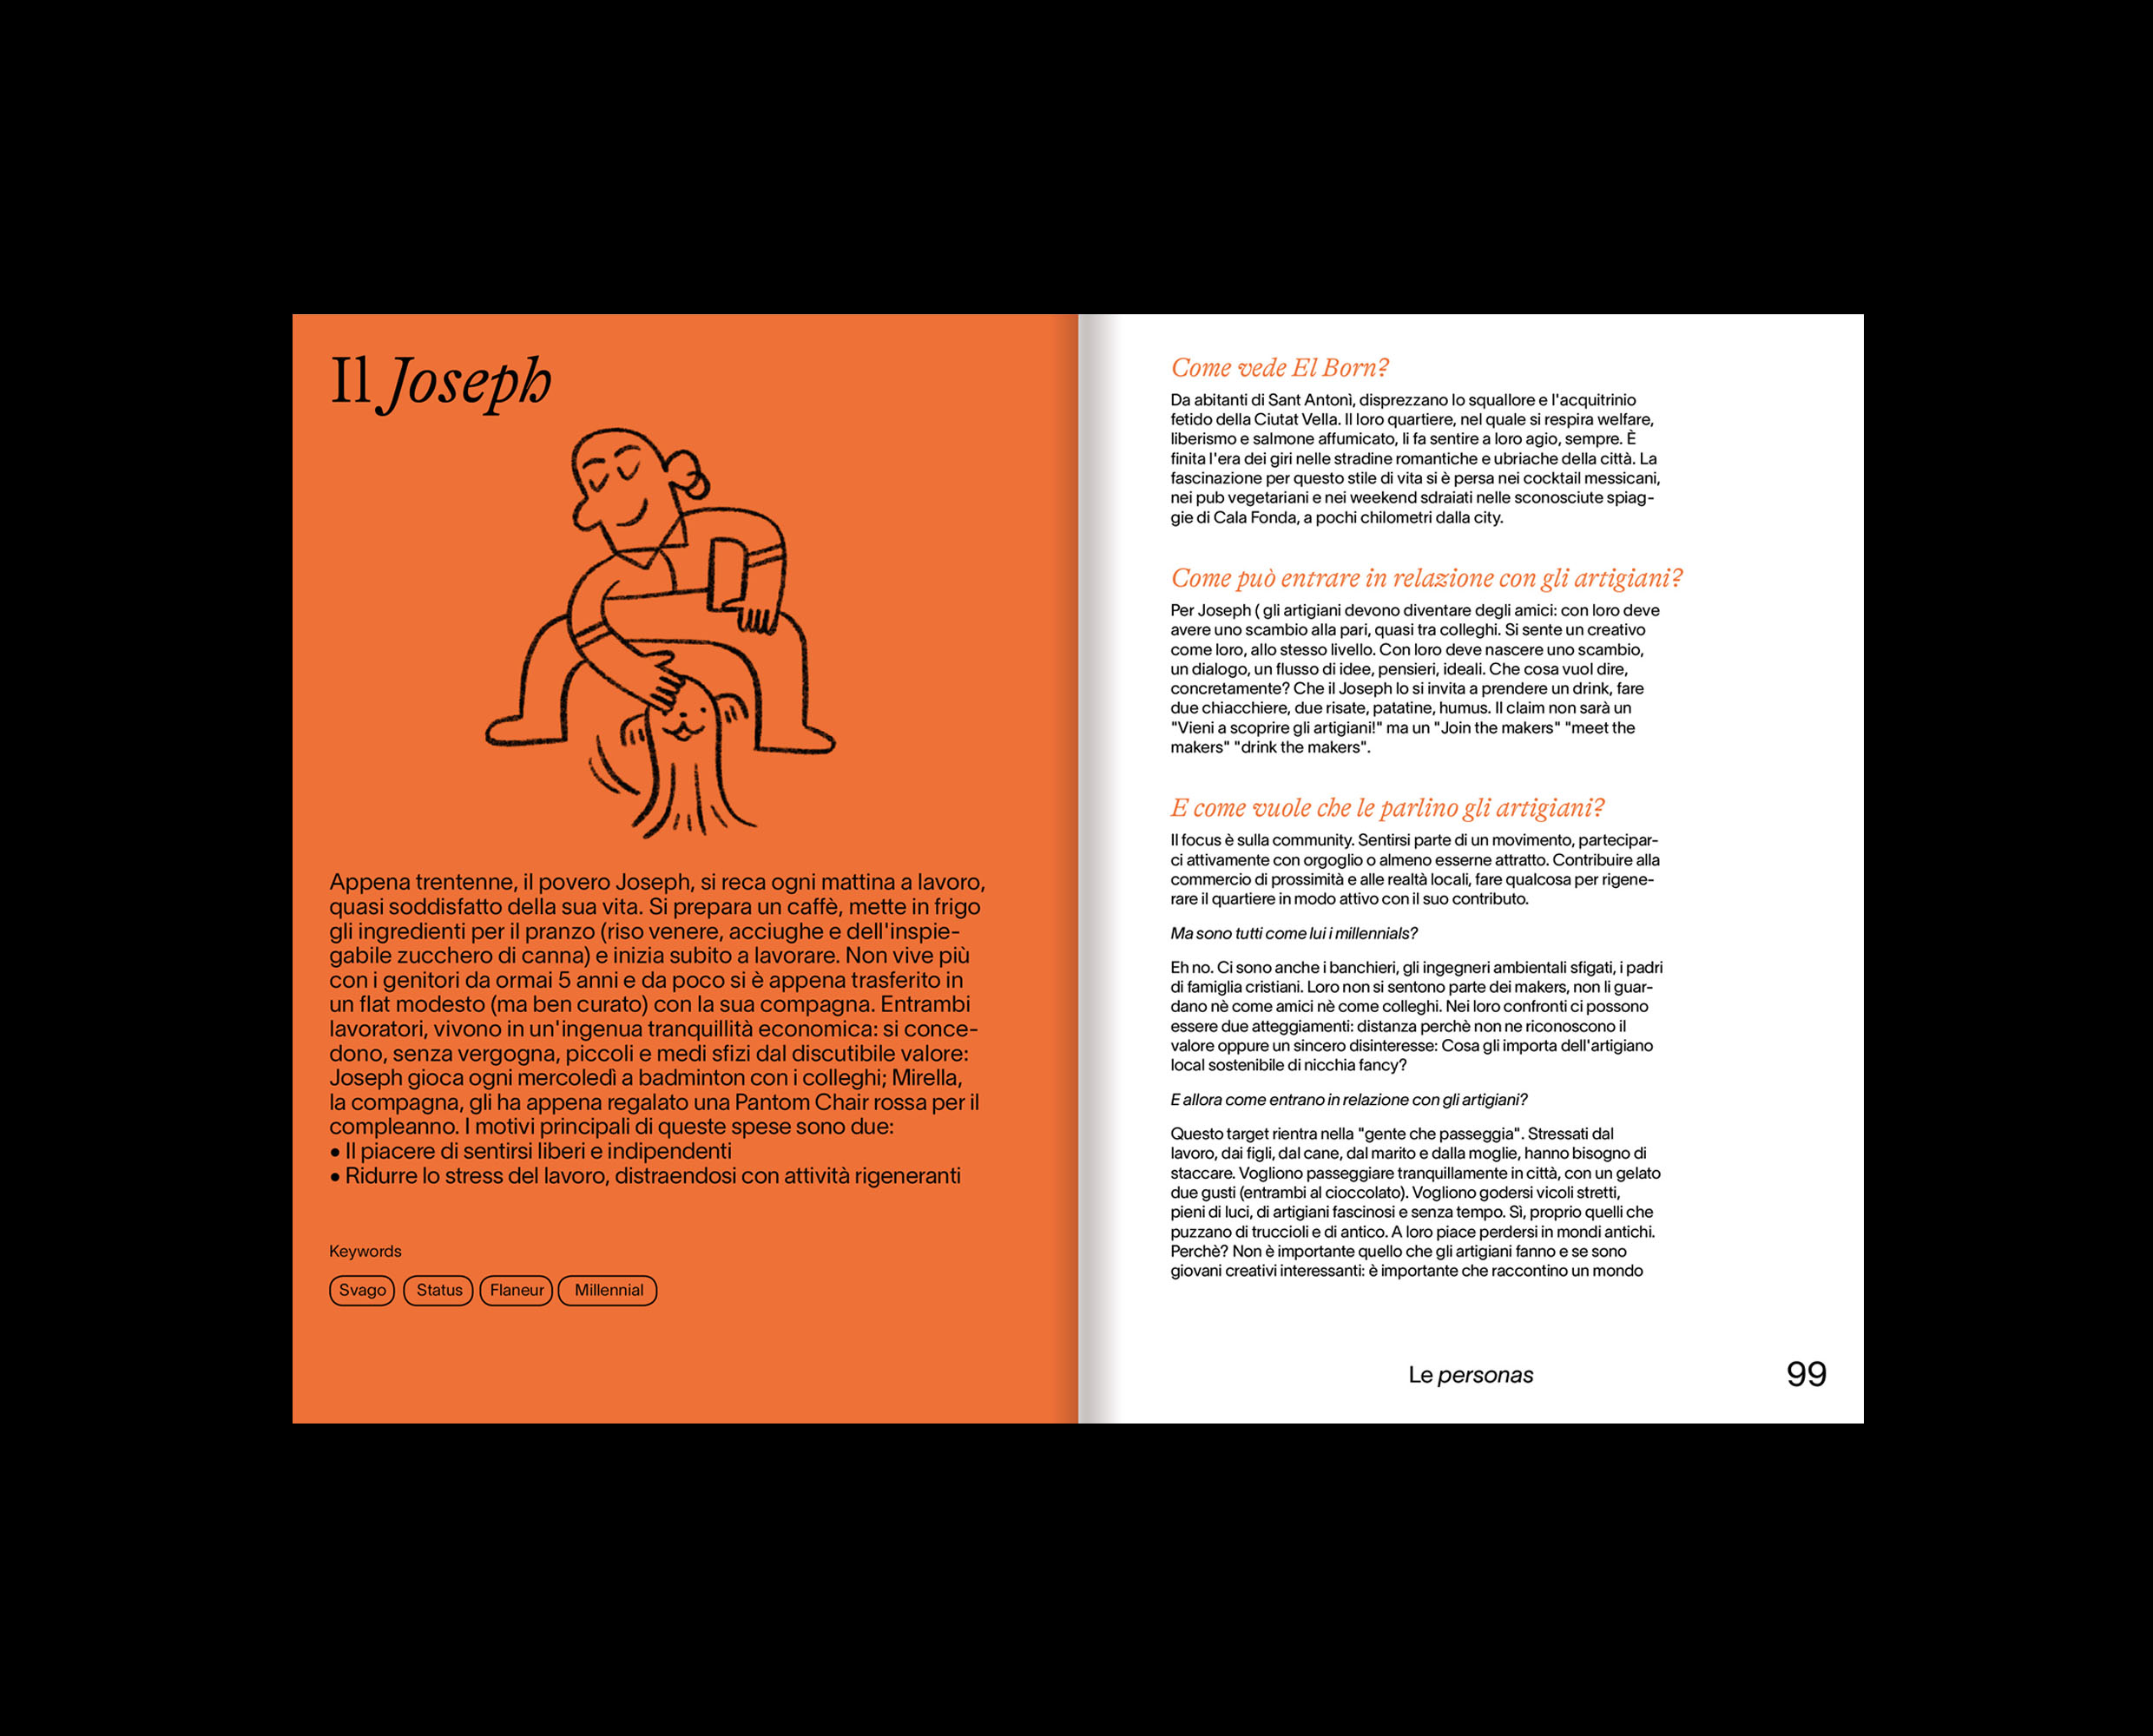 Il Joseph
Appena trentenne, il povero Joseph, si reca ogni mattina a lavoro,
quasi soddisfatto della sua vita. Si prepara un caffè, mette in frigo
gli ingredienti per il pranzo (riso venere, acciughe e dell'inspie-
gabile zucchero di canna) e inizia subito a lavorare. Non vive più
con i genitori da ormai 5 anni e da poco si è appena trasferito in
un flat modesto (ma ben curato) con la sua compagna. Entrambi
lavoratori, vivono in un'ingenua tranquillità economica: si conce-
dono, senza vergogna, piccoli e medi sfizi dal discutibile valore:
Joseph gioca ogni mercoledì a badminton con i colleghi; Mirella,
la compagna, gli ha appena regalato una Pantom Chair rossa per il
compleanno. I motivi principali di queste spese sono due:
• Il piacere di sentirsi liberi e indipendenti
• Ridurre lo stress del lavoro, distraendosi con attività rigeneranti
Keywords
Svago Status Flaneur Millennial
Come vede El Born?
Da abitanti di Sant Antonì, disprezzano lo squallore e l'acquitrinio
fetido della Ciutat Vella. Il loro quartiere, nel quale si respira welfare,
liberismo e salmone affumicato, li fa sentire a loro agio, sempre. È
finita l'era dei giri nelle stradine romantiche e ubriache della città. La
fascinazione per questo stile di vita si è persa nei cocktail messicani,
nei pub vegetariani e nei weekend sdraiati nelle sconosciute spiag-
gie di Cala Fonda, a pochi chilometri dalla city.
Come può entrare in relazione con gli artigiani?
Per Joseph ( gli artigiani devono diventare degli amici: con loro deve
avere uno scambio alla pari, quasi tra colleghi. Si sente un creativo
come loro, allo stesso livello. Con loro deve nascere uno scambio,
un dialogo, un flusso di idee, pensieri, ideali. Che cosa vuol dire,
concretamente? Che il Joseph lo si invita a prendere un drink, fare
due chiacchiere, due risate, patatine, humus. Il claim non sarà un
"Vieni a scoprire gli artigiani!" ma un "Join the makers" "meet the
makers" "drink the makers".
E come vuole che le parlino gli artigiani?
Il focus è sulla community. Sentirsi parte di un movimento, partecipar-
ci attivamente con orgoglio o almeno esserne attratto. Contribuire alla
commercio di prossimità e alle realtà locali, fare qualcosa per rigene-
rare il quartiere in modo attivo con il suo contributo.
Ma sono tutti come lui i millennials?
Eh no. Ci sono anche i banchieri, gli ingegneri ambientali sfigati, i padri
di famiglia cristiani. Loro non si sentono parte dei makers, non li guar-
dano nè come amici nè come colleghi. Nei loro confronti ci possono
essere due atteggiamenti: distanza perchè non ne riconoscono il
valore oppure un sincero disinteresse: Cosa gli importa dell'artigiano
local sostenibile di nicchia fancy?
E allora come entrano in relazione con gli artigiani?
Questo target rientra nella "gente che passeggia". Stressati dal
lavoro, dai figli, dal cane, dal marito e dalla moglie, hanno bisogno di
staccare. Vogliono passeggiare tranquillamente in città, con un gelato
due gusti (entrambi al cioccolato). Vogliono godersi vicoli stretti,
pieni di luci, di artigiani fascinosi e senza tempo. Sì, proprio quelli che
puzzano di truccioli e di antico. A loro piace perdersi in mondi antichi.
Perchè? Non è importante quello che gli artigiani fanno e se sono
giovani creativi interessanti: è importante che raccontino un mondo
Le personas
99